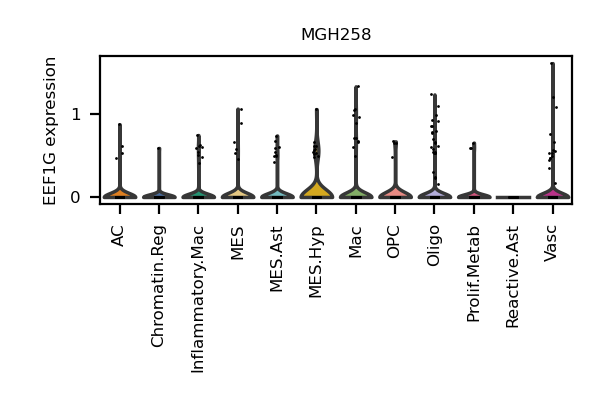 MGH258
EEF1G expression
1
0
AC
Chromatin.Reg
Inflammatory.Mac
MES
MES.Ast
MES.Hyp
Mac
OPC
Oligo
Prolif.Metab
Reactive.Ast
Vasc